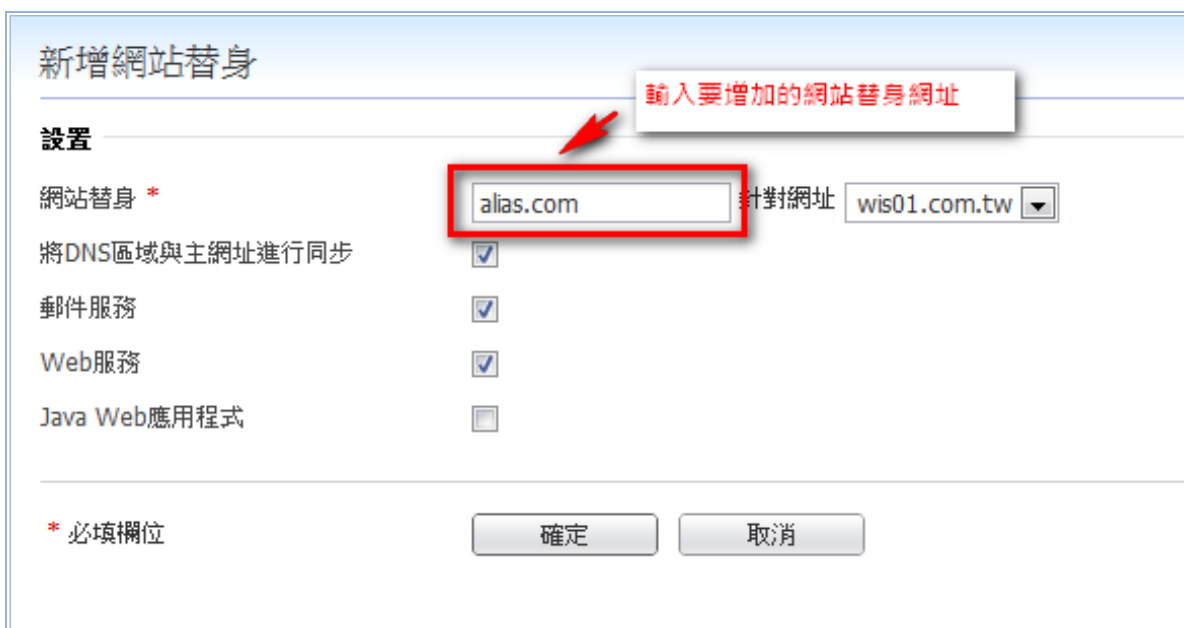 新增網站替身
輸入要增加的網站替身網址
設置
網站替身 * alias.com 針對網址 wis01.com.tw
將DNS區域與主網址進行同步
郵件服務
Web服務
Java Web應用程式
* 必填欄位 確定 取消